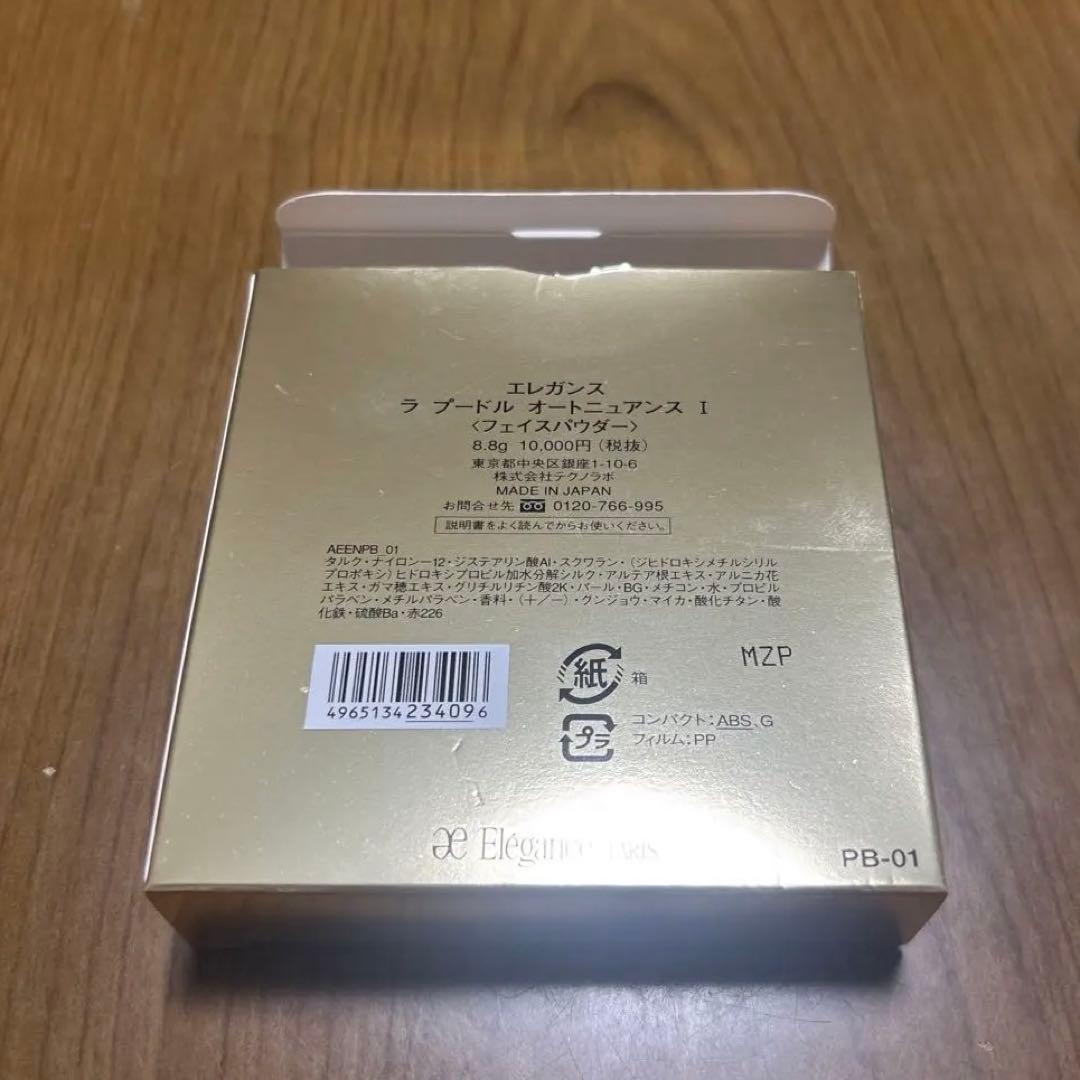 エレガンス
ラ プードル オートニュアンス I
〈フェイスパウダー〉
8.8g 10,000円(税抜)
東京都中央区銀座1-10-6
株式会社テクノラボ
MADE IN JAPAN
お問合せ先 0120-766-995
説明書をよく読んでからお使いください。
AEENPB 01
タルク・ナイロン-12・ジステアリン酸Al・スクワラン・(ジヒドロキシメチルシリル
プロポキシ)ヒドロキシプロピル加水分解シルク・アルテア根エキス・アルニカ花
エキス・ガマ穂エキス・グリチルリチン酸2K・パール・BG・メチコン・水・プロピル
パラベン・メチルパラベン・香料・(+/-)・グンジョウ・マイカ・酸化チタン・酸
化鉄・硫酸Ba・赤226
4965134234096
紙 箱
MZP
プラ コンパクト:ABS、G
フィルム:PP
æ Elégance PARIS
PB-01